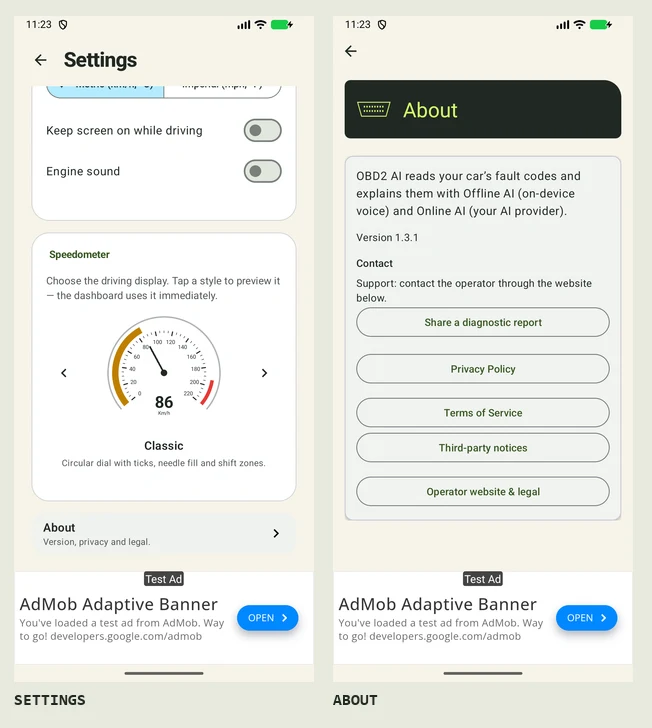 11:23
Settings
Metric (km/h, °C)
Imperial (mph, °F)
Keep screen on while driving
Engine sound
Speedometer
Choose the driving display. Tap a style to preview it
— the dashboard uses it immediately.
0 20 40 60 80 100 120 140 160 180 200 220
86
Km/h
Classic
Circular dial with ticks, needle fill and shift zones.
About
Version, privacy and legal.
Test Ad
AdMob Adaptive Banner
You've loaded a test ad from AdMob. Way
to go! developers.google.com/admob
OPEN
SETTINGS
11:23
About
OBD2 AI reads your car's fault codes and
explains them with Offline AI (on-device
voice) and Online AI (your AI provider).
Version 1.3.1
Contact
Support: contact the operator through the website
below.
Share a diagnostic report
Privacy Policy
Terms of Service
Third-party notices
Operator website & legal
Test Ad
AdMob Adaptive Banner
You've loaded a test ad from AdMob. Way
to go! developers.google.com/admob
OPEN
ABOUT